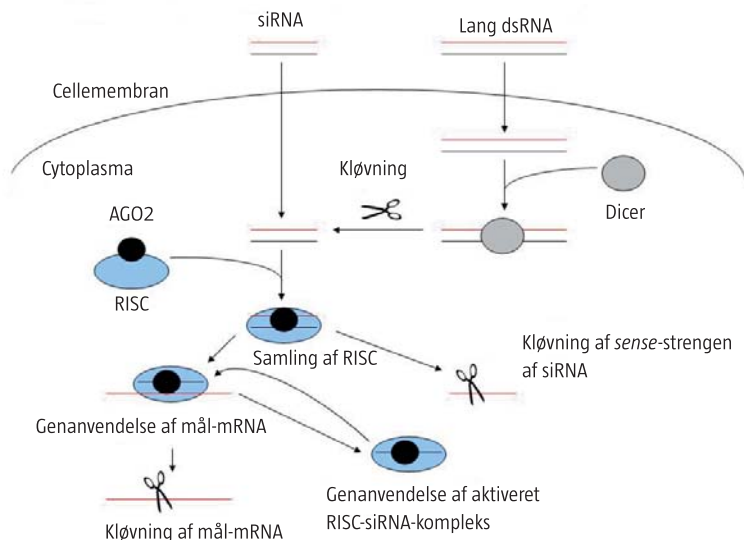 siRNA
Lang dsRNA
Cellemembran
Cytoplasma
Kløvning
Dicer
AGO2
RISC
Samling af RISC
Kløvning af sense-strengen
af siRNA
Genanvendelse af mål-mRNA
Genanvendelse af aktiveret
RISC-siRNA-kompleks
Kløvning af mål-mRNA